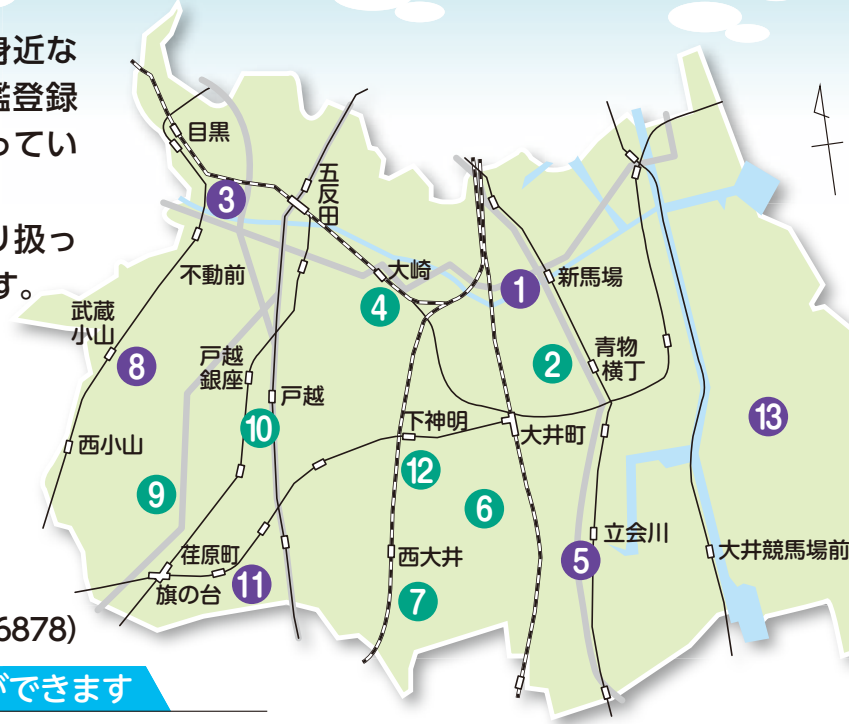 身近な
鑑登録
ってい
り扱っ
す。
目黒
3
五反田
不動前
大崎
4
1
新馬場
武蔵
小山
8
戸越
銀座
戸越
10
2
青物
横丁
13
西小山
下神明
大井町
9
12
6
荏原町
旗の台
11
西大井
7
5
立会川
大井競馬場前
6878)
ができます